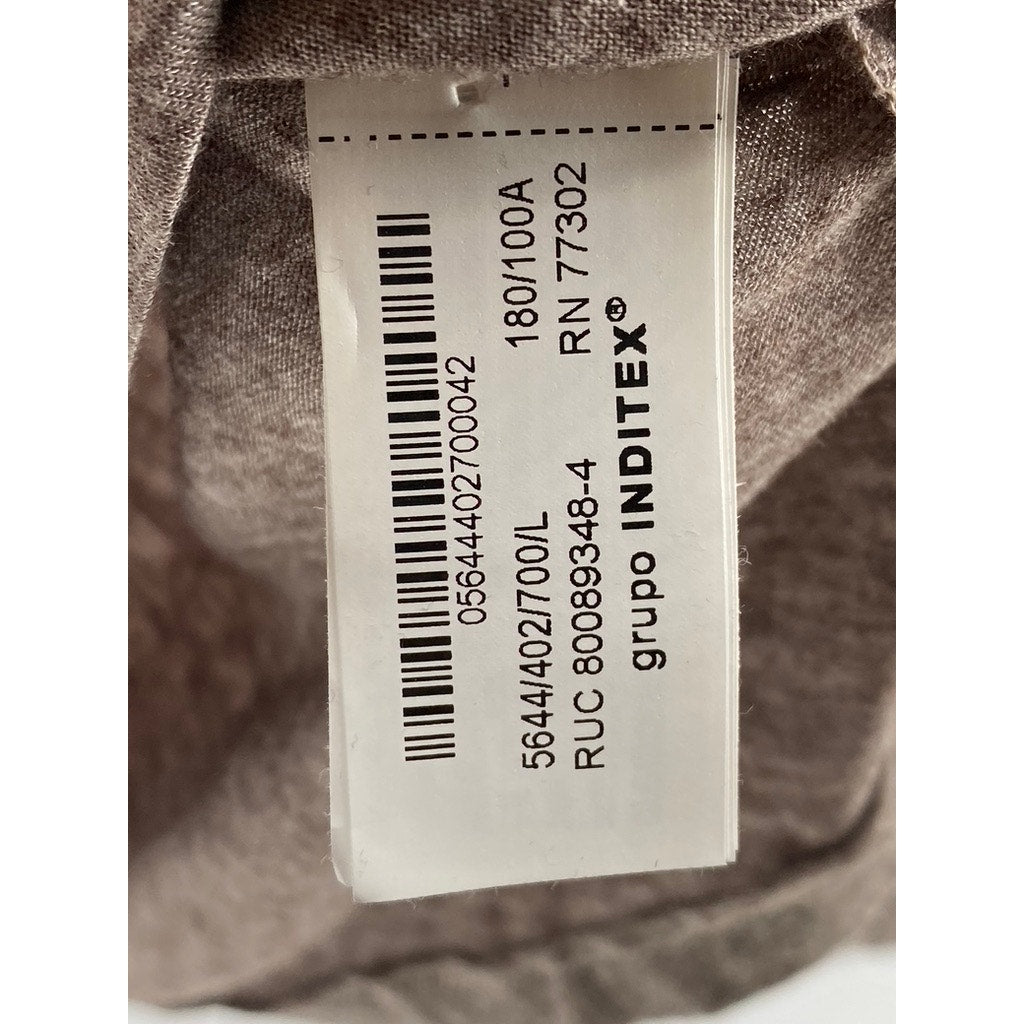 05644402700042
5644/402/700/L 180/100A
RUC 80089348-4 RN 77302
grupo INDITEX®